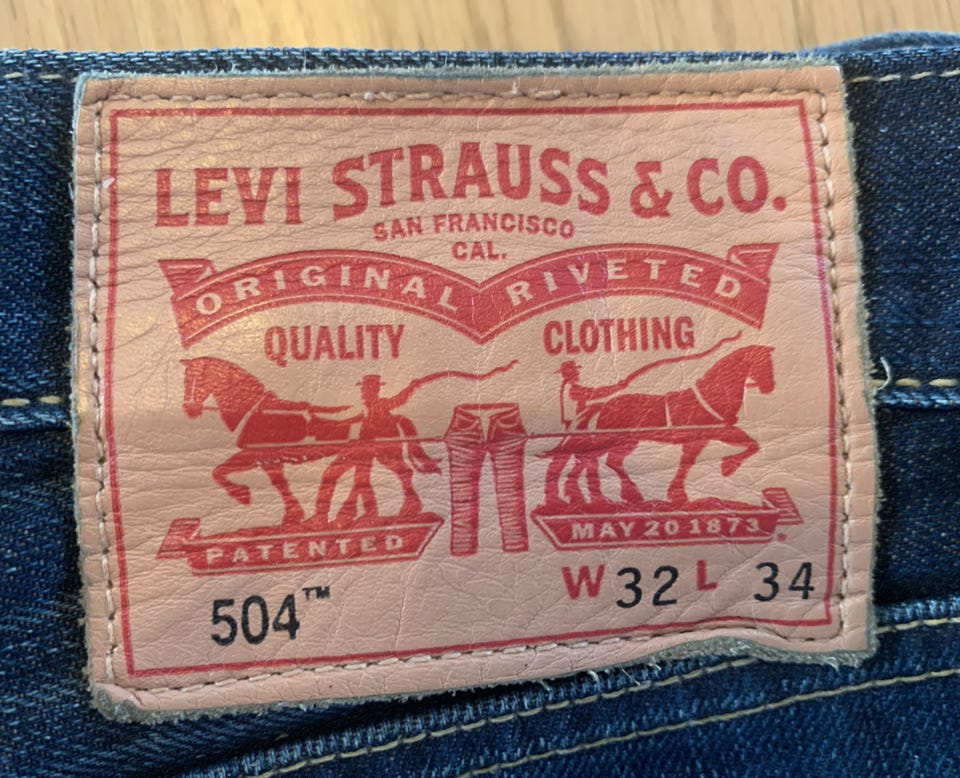 LEVI STRAUSS & CO.
SAN FRANCISCO
CAL.
ORIGINAL RIVETED
QUALITY CLOTHING
PATENTED MAY 20 1873
®
W 32 L 34
504™